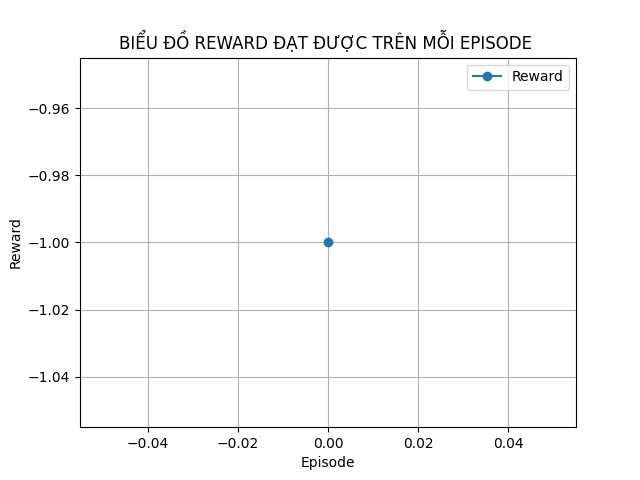 BIỂU ĐỒ REWARD ĐẠT ĐƯỢC TRÊN MỖI EPISODE
Reward
−0.96
−0.98
−1.00
−1.02
−1.04
Reward
−0.04
−0.02
0.00
0.02
0.04
Episode